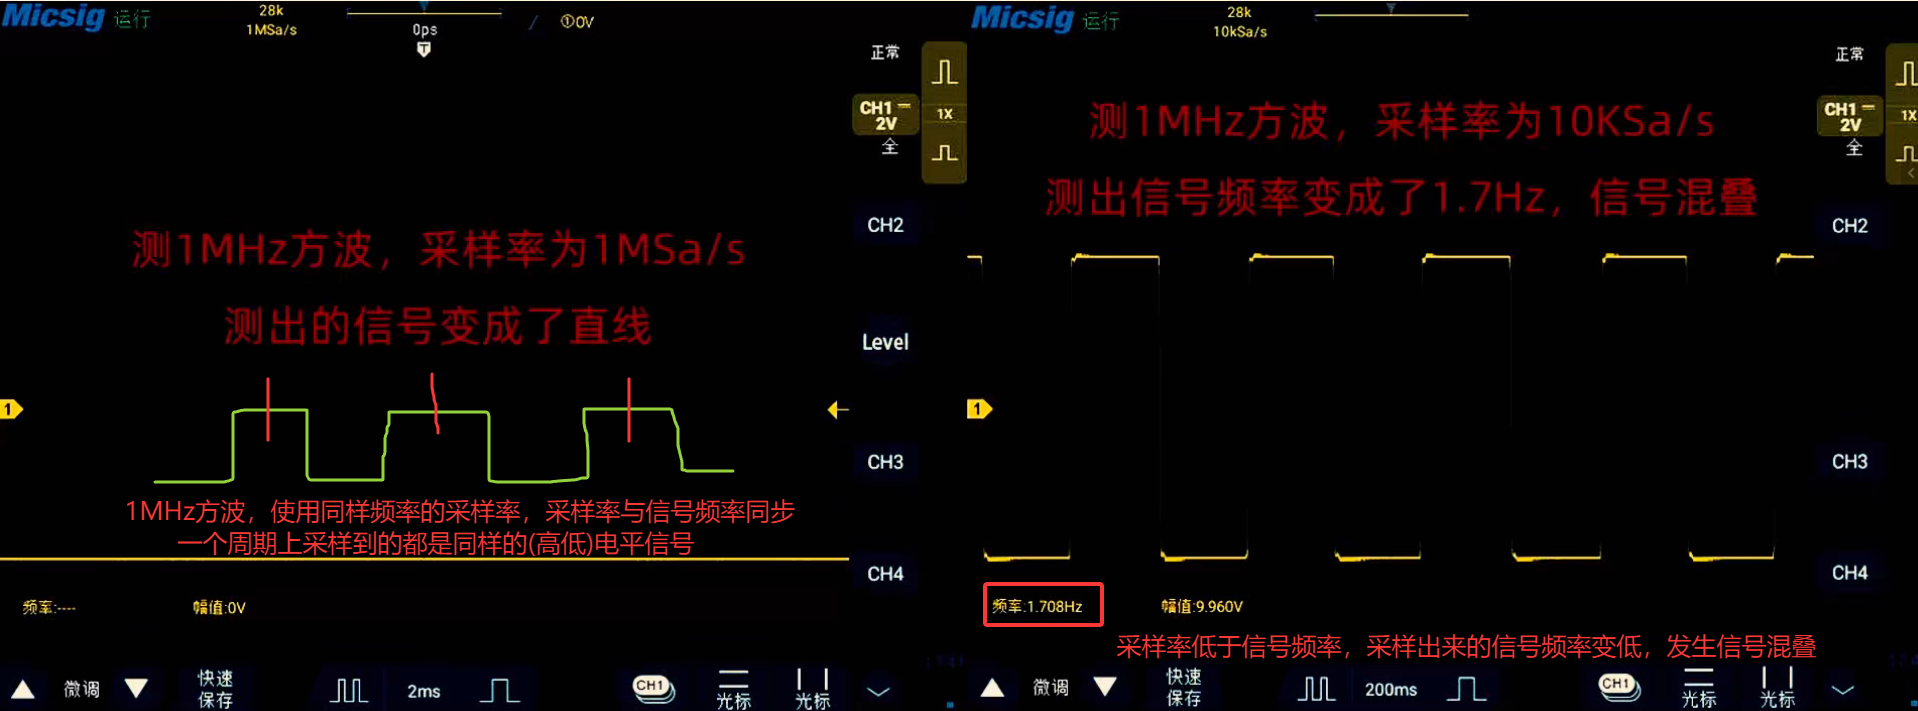 Micsig 运行
28k
1MSa/s
0ps
T
①0V
正常
CH1
2V
全
1X
测1MHz方波，采样率为1MSa/s
测出的信号变成了直线
CH2
Level
1
CH3
1MHz方波，使用同样频率的采样率，采样率与信号频率同步
一个周期上采样到的都是同样的(高低)电平信号
CH4
频率:----
幅值:0V
微调
快速
保存
2ms
CH1
光标
光标
Micsig 运行
28k
10kSa/s
正常
CH1
2V
全
1X
测1MHz方波，采样率为10KSa/s
测出信号频率变成了1.7Hz，信号混叠
CH2
1
CH3
CH4
频率:1.708Hz
幅值:9.960V
采样率低于信号频率，采样出来的信号频率变低，发生信号混叠
微调
快速
保存
200ms
CH1
光标
光标